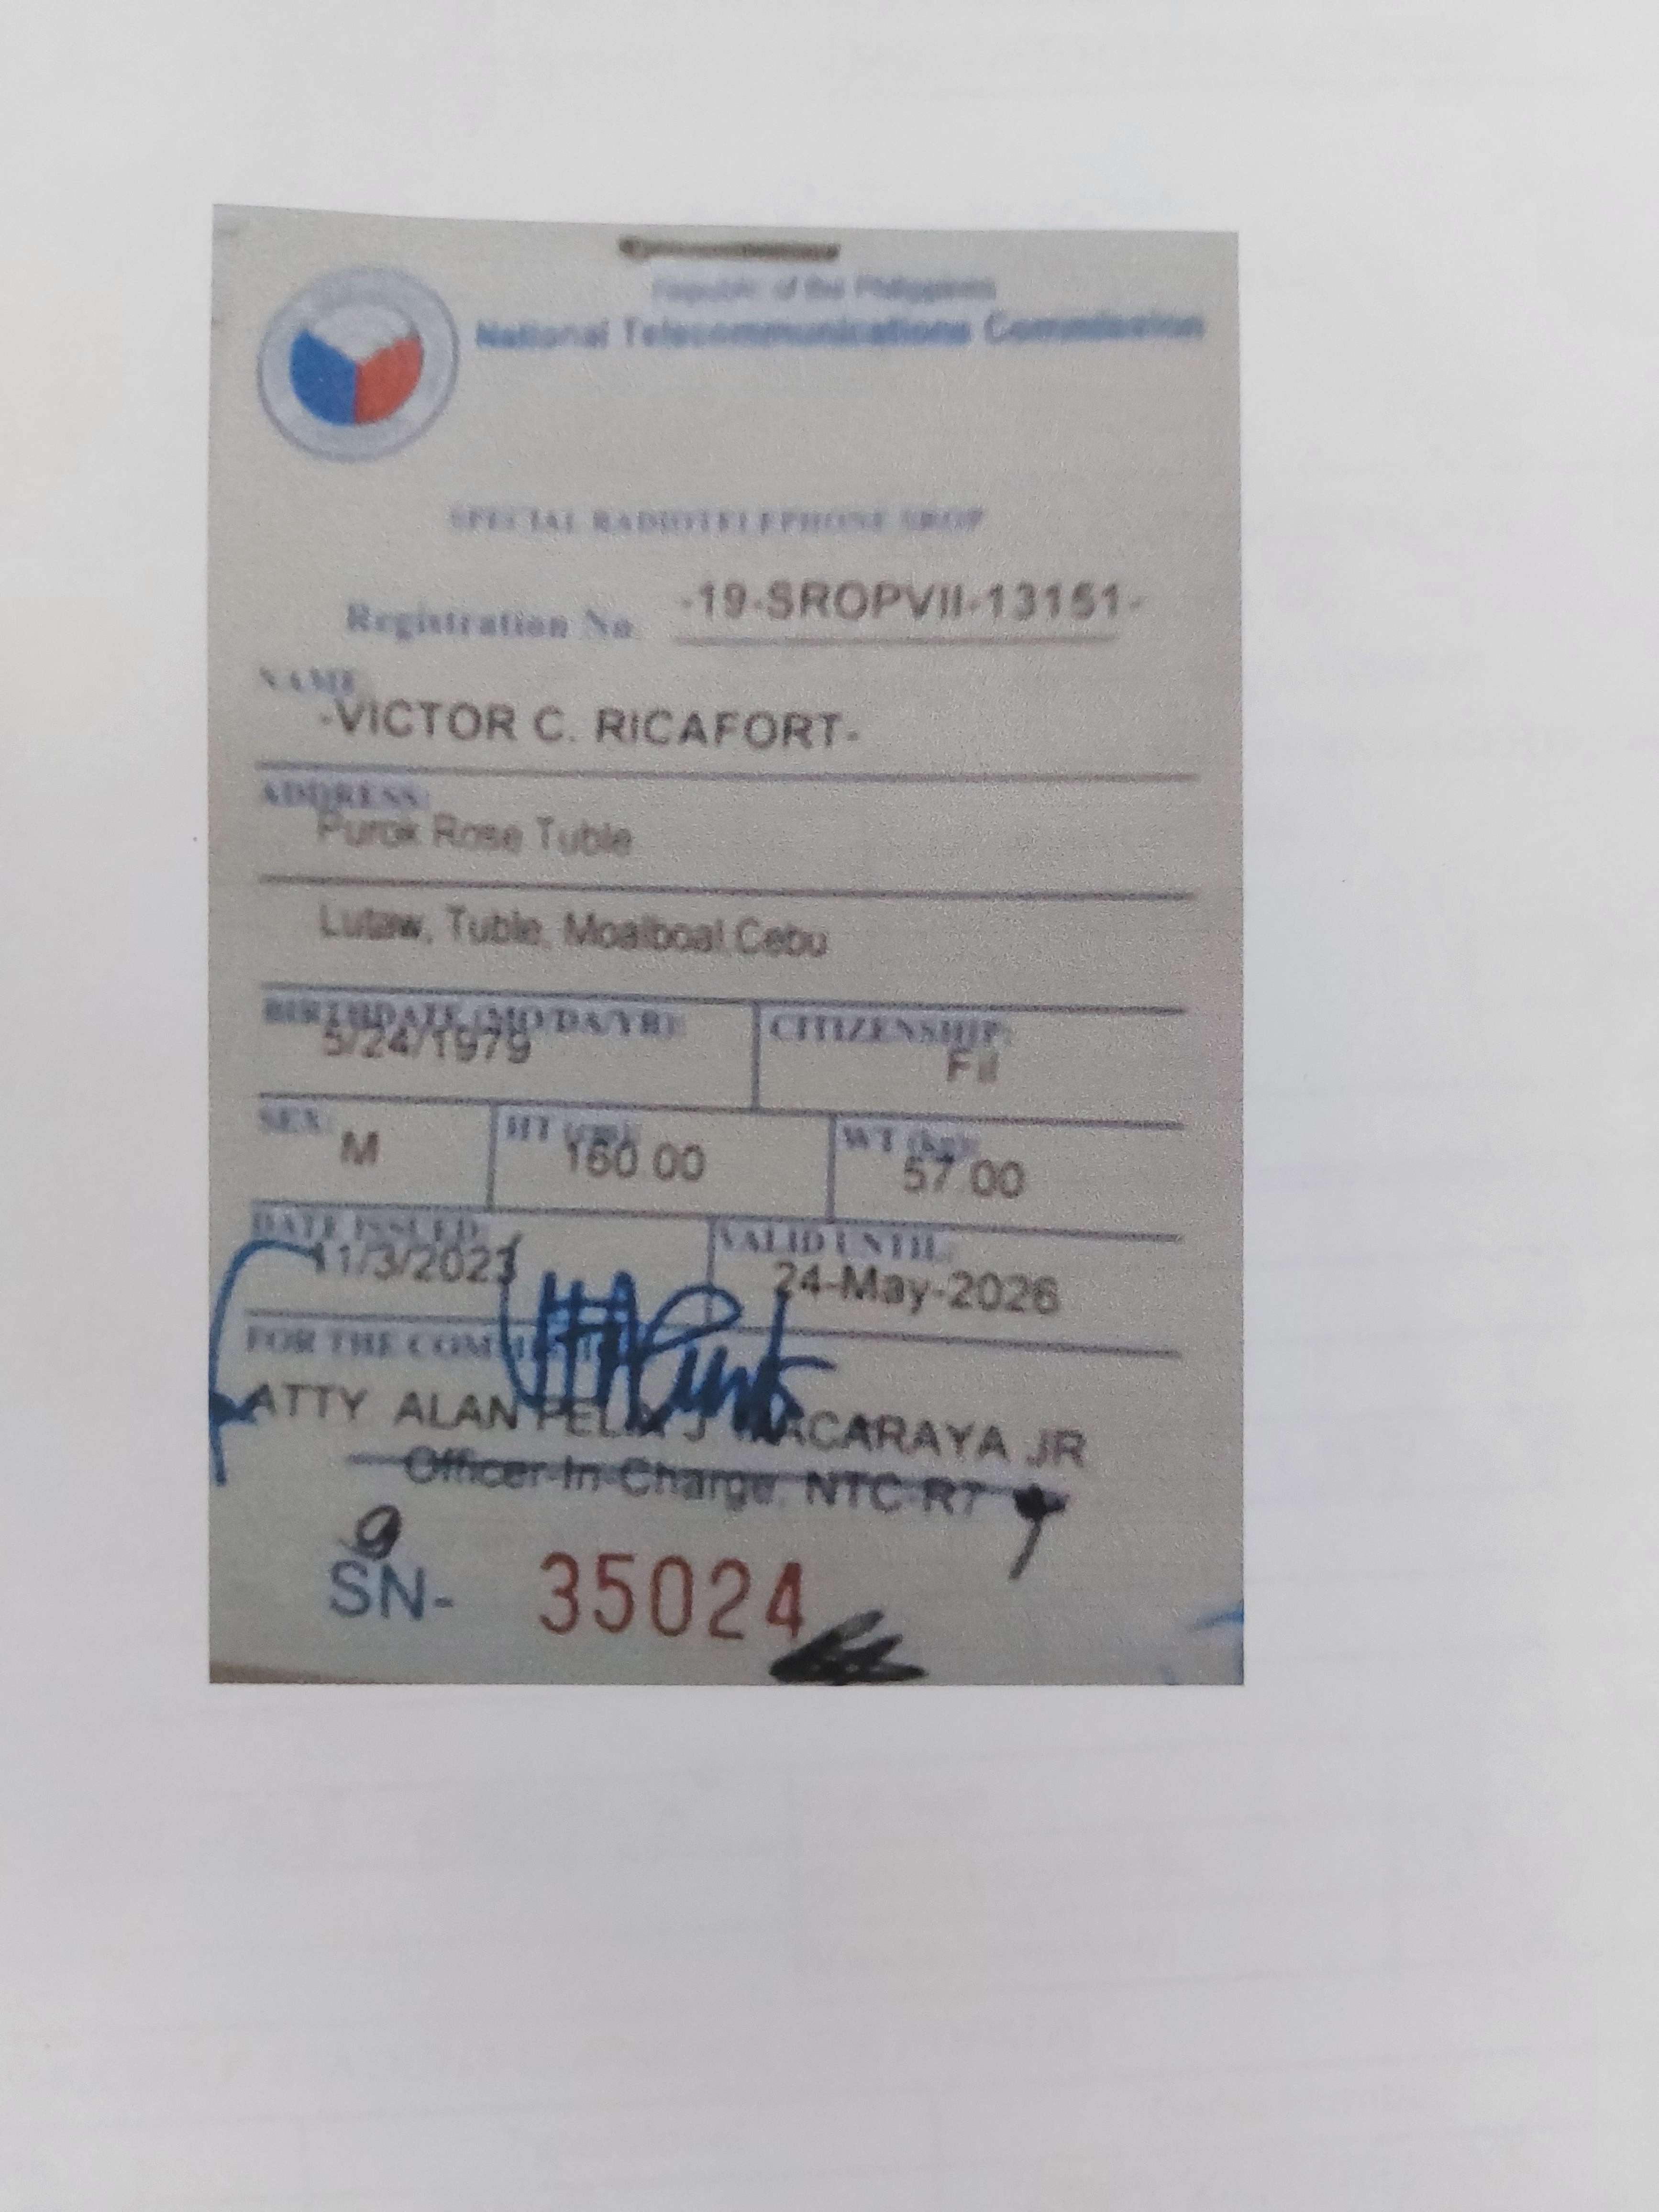 Republic of the Philippines
National Telecommunications Commission
SPECIAL RADIOTELEPHONE SROP
Registration No. -19-SROPVII-13151-
NAME
-VICTOR C. RICAFORT-
ADDRESS:
Purok Rose Tuble
Lutaw, Tuble, Moalboal,Cebu
BIRTHDATE (MO/DA/YR): CITIZENSHIP:
5/24/1979 Fil
SEX: HT (cm): WT (kg):
M 160.00 57.00
DATE ISSUED: VALID UNTIL:
11/3/2023 24-May-2026
FOR THE
ATTY ALAN FELIX J MACARAYA JR
Officer-In-Charge, NTC-R7
SN- 35024